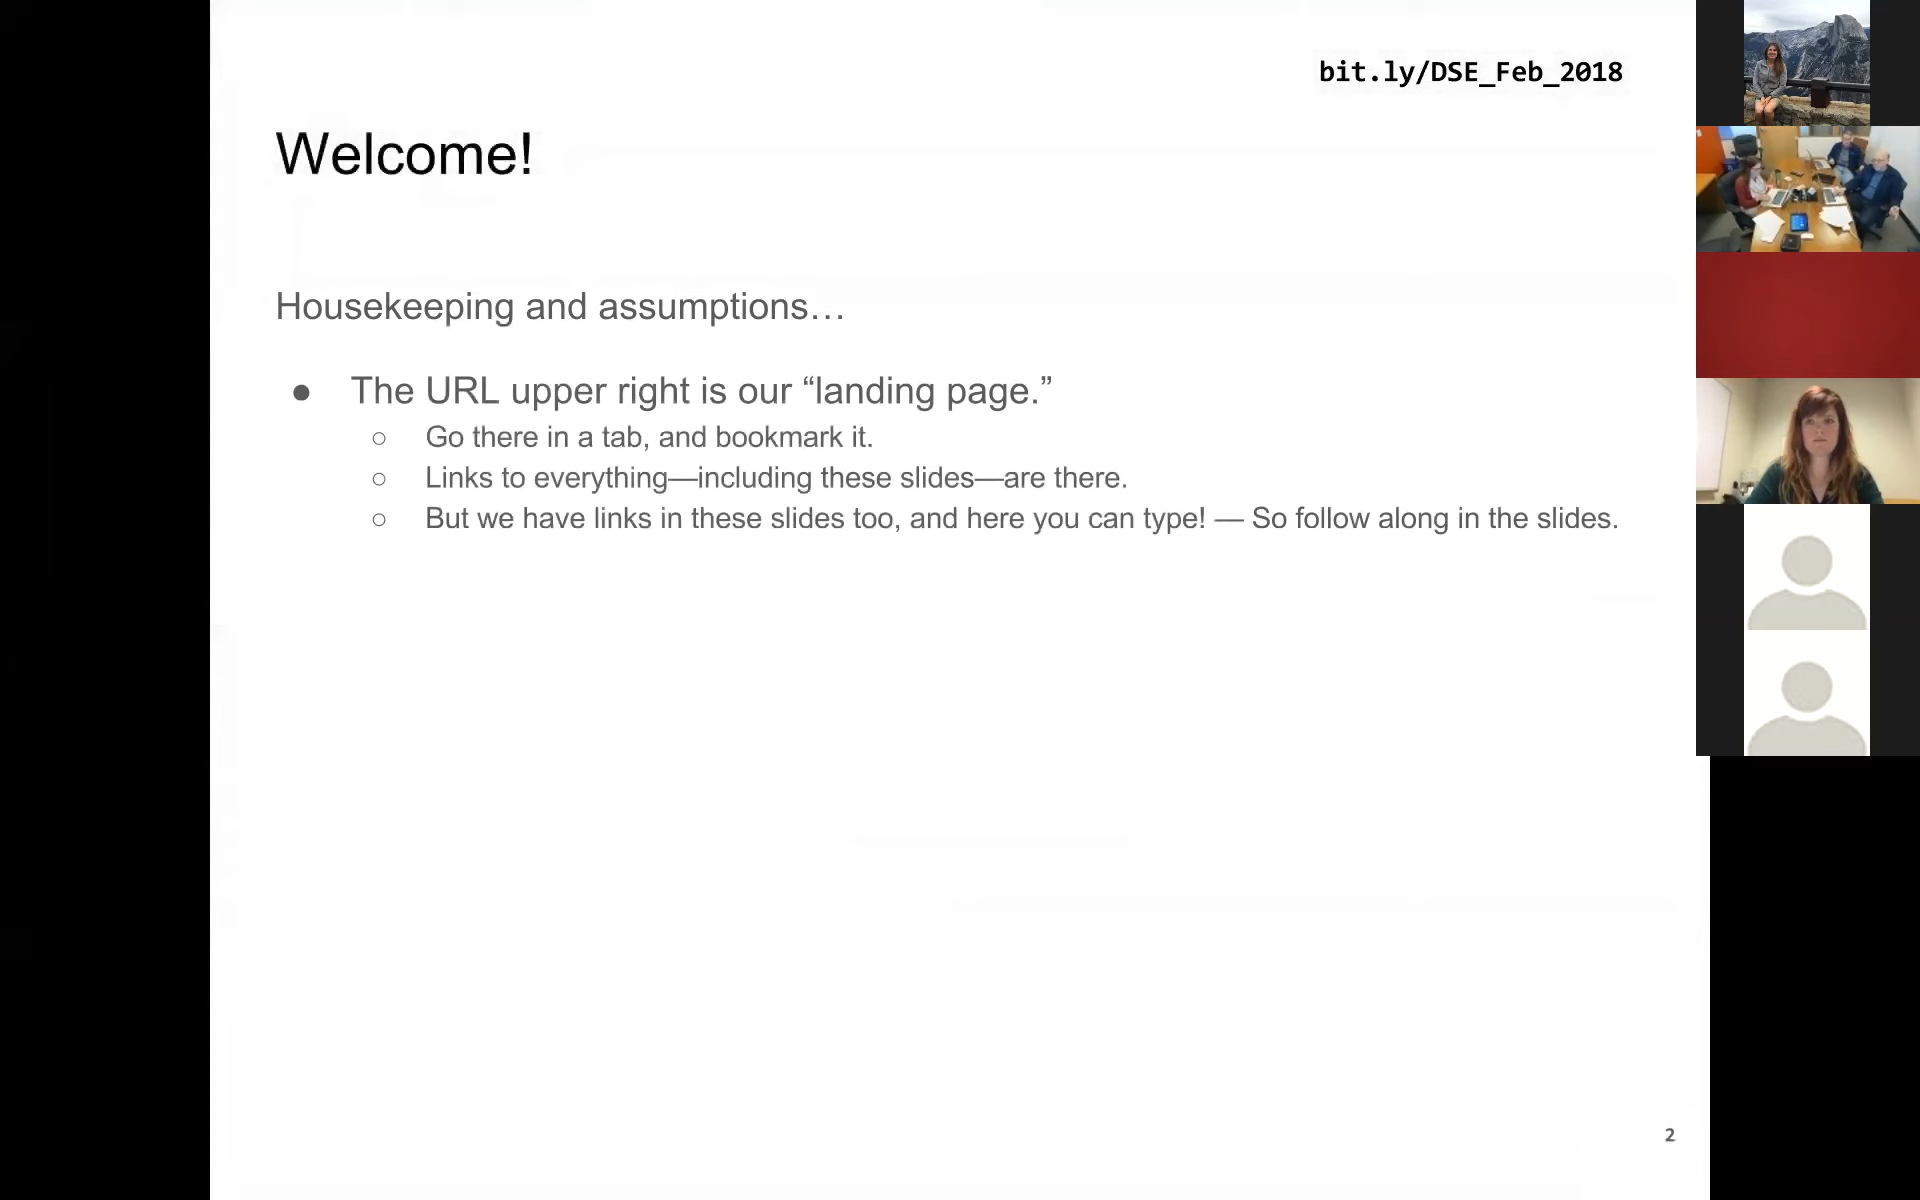 bit.ly/DSE_Feb_2018
Welcome!
Housekeeping and assumptions…
● The URL upper right is our “landing page.”
○ Go there in a tab, and bookmark it.
○ Links to everything—including these slides—are there.
○ But we have links in these slides too, and here you can type! — So follow along in the slides.
2